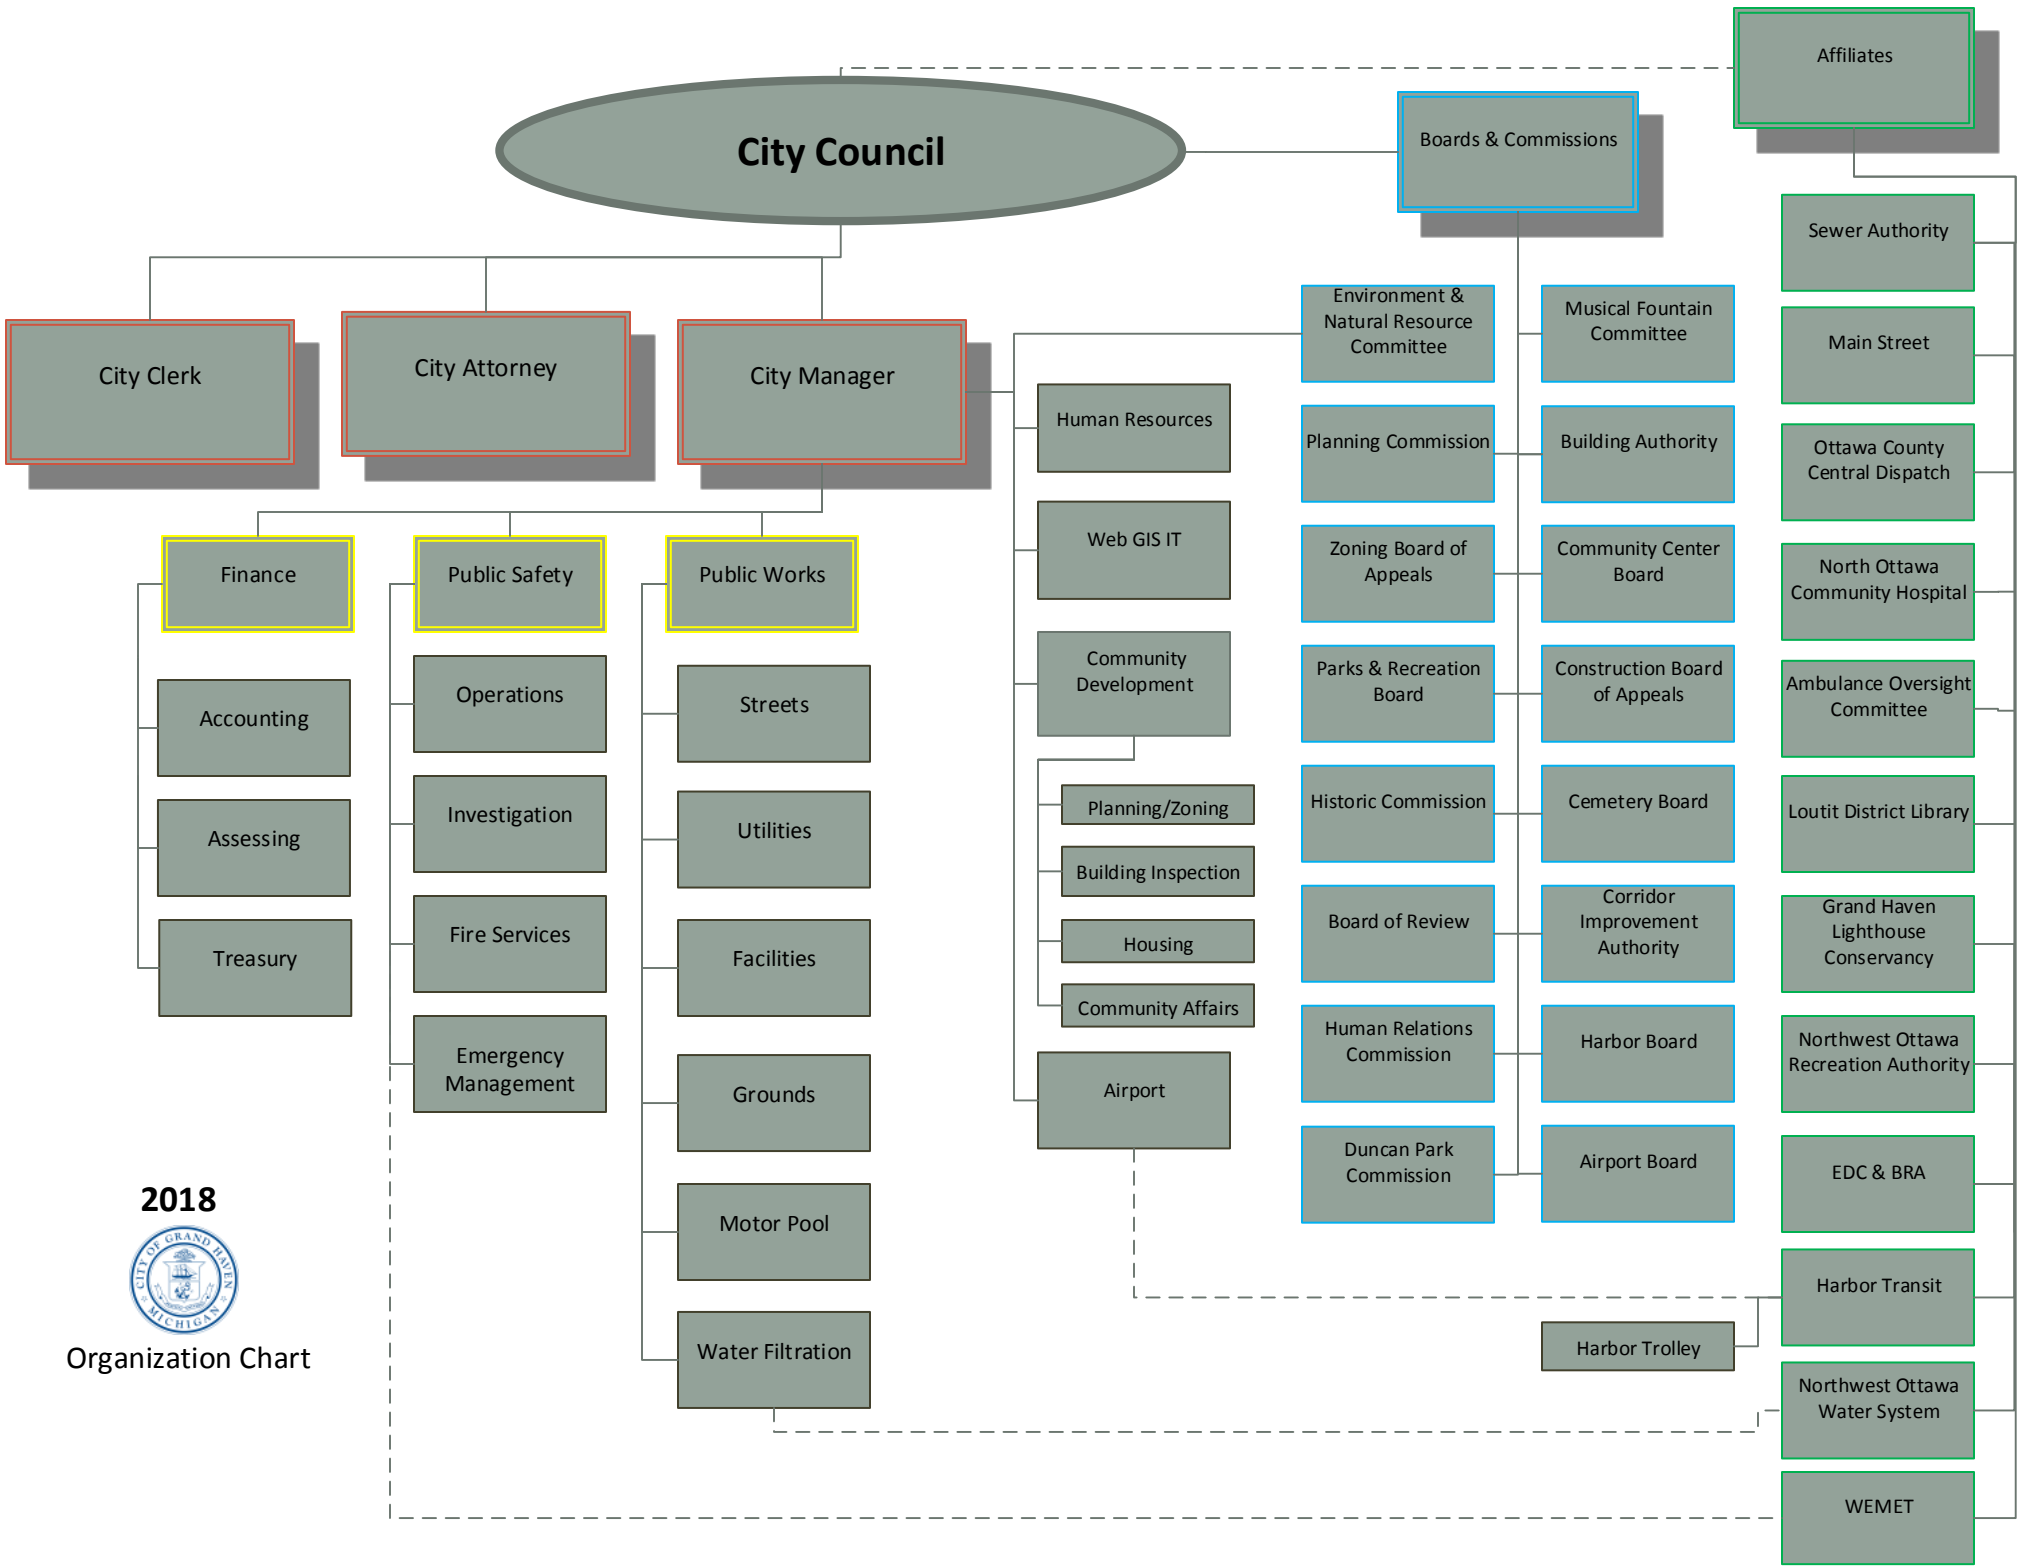 Affiliates
City Council
Boards & Commissions
City Clerk
City Attorney
City Manager
Finance
Accounting
Assessing
Treasury
Public Safety
Operations
Investigation
Fire Services
Emergency
Management
Public Works
Streets
Utilities
Facilities
Grounds
Motor Pool
Water Filtration
Human Resources
Web GIS IT
Community
Development
Planning/Zoning
Building Inspection
Housing
Community Affairs
Airport
Environment &
Natural Resource
Committee
Planning Commission
Zoning Board of
Appeals
Parks & Recreation
Board
Historic Commission
Board of Review
Human Relations
Commission
Duncan Park
Commission
Musical Fountain
Committee
Building Authority
Community Center
Board
Construction Board
of Appeals
Cemetery Board
Corridor
Improvement
Authority
Harbor Board
Airport Board
Sewer Authority
Main Street
Ottawa County
Central Dispatch
North Ottawa
Community Hospital
Ambulance Oversight
Committee
Loutit District Library
Grand Haven
Lighthouse
Conservancy
Northwest Ottawa
Recreation Authority
EDC & BRA
Harbor Transit
Harbor Trolley
Northwest Ottawa
Water System
WEMET
2018
CITY OF GRAND HAVEN
MICHIGAN
Organization Chart